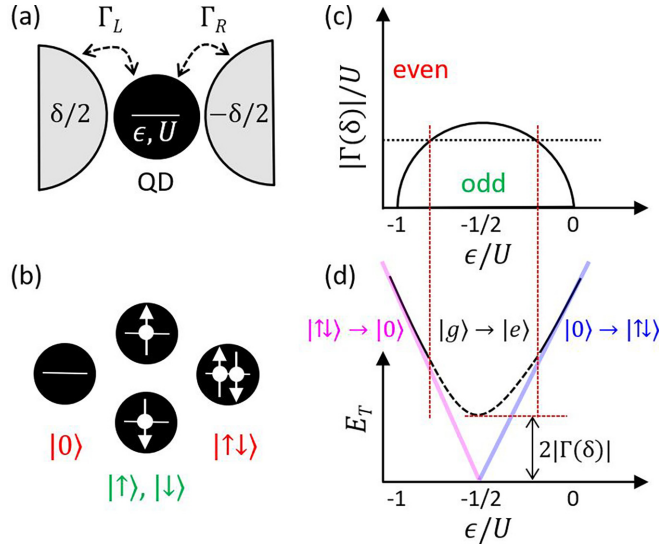 (a)
Γ_L
Γ_R
δ/2
ϵ, U
−δ/2
QD
(b)
|0⟩
|↑⟩, |↓⟩
|↑↓⟩
(c)
|Γ(δ)|/U
even
odd
-1
-1/2
0
ϵ/U
(d)
|↑↓⟩ → |0⟩
|g⟩ → |e⟩
|0⟩ → |↑↓⟩
E_T
2|Γ(δ)|
-1
-1/2
0
ϵ/U